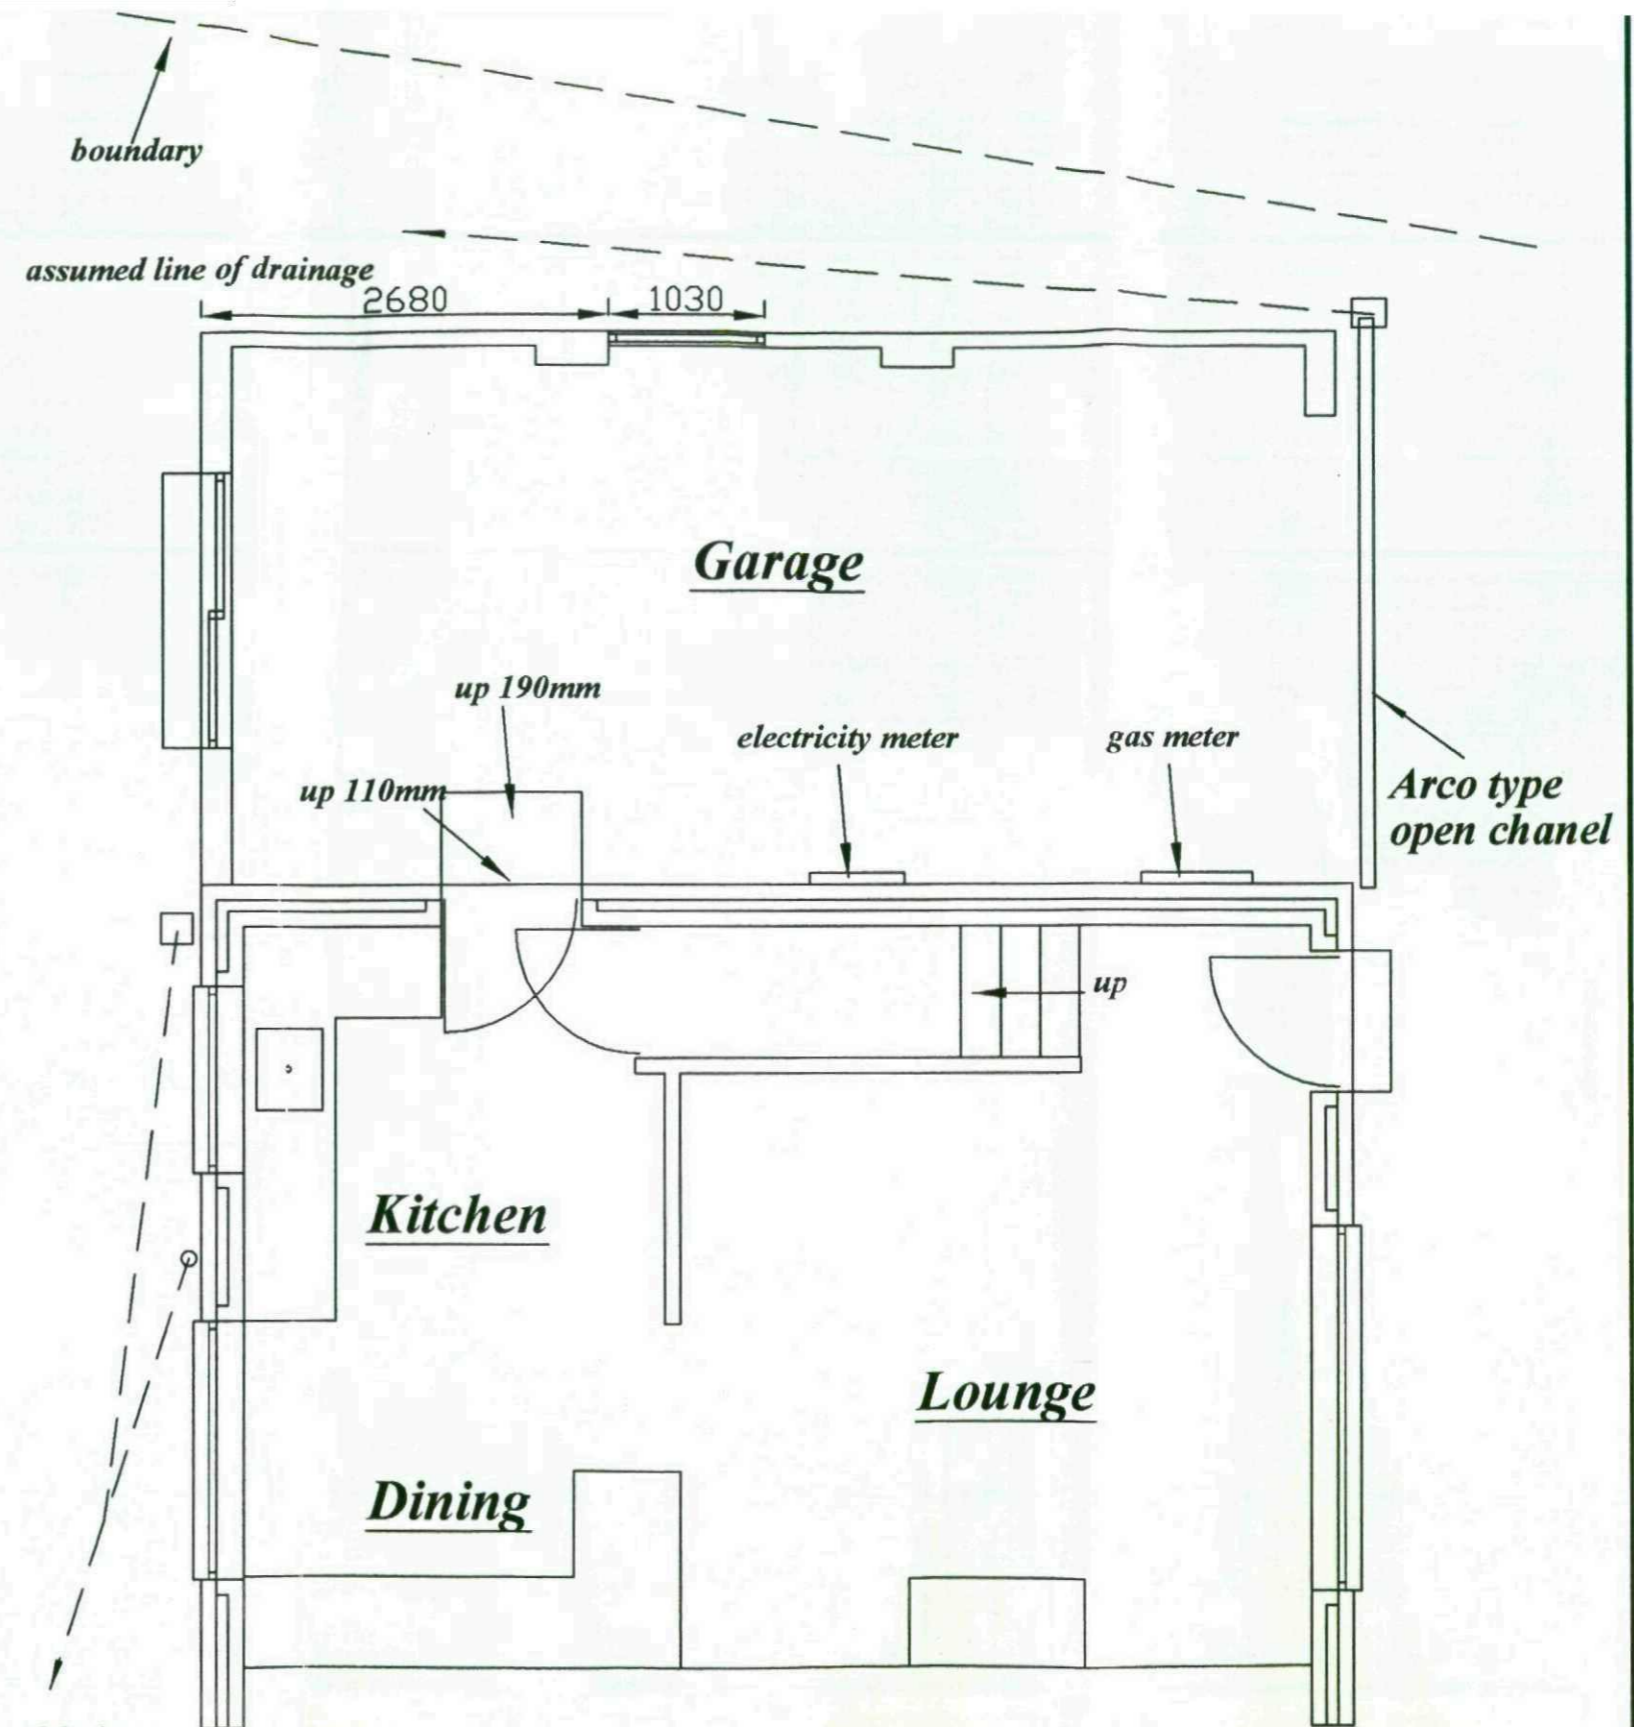 boundary
assumed line of drainage
2680
1030
Garage
up 190mm
electricity meter
gas meter
up 110mm
Arco type
open chanel
up
Kitchen
Lounge
Dining